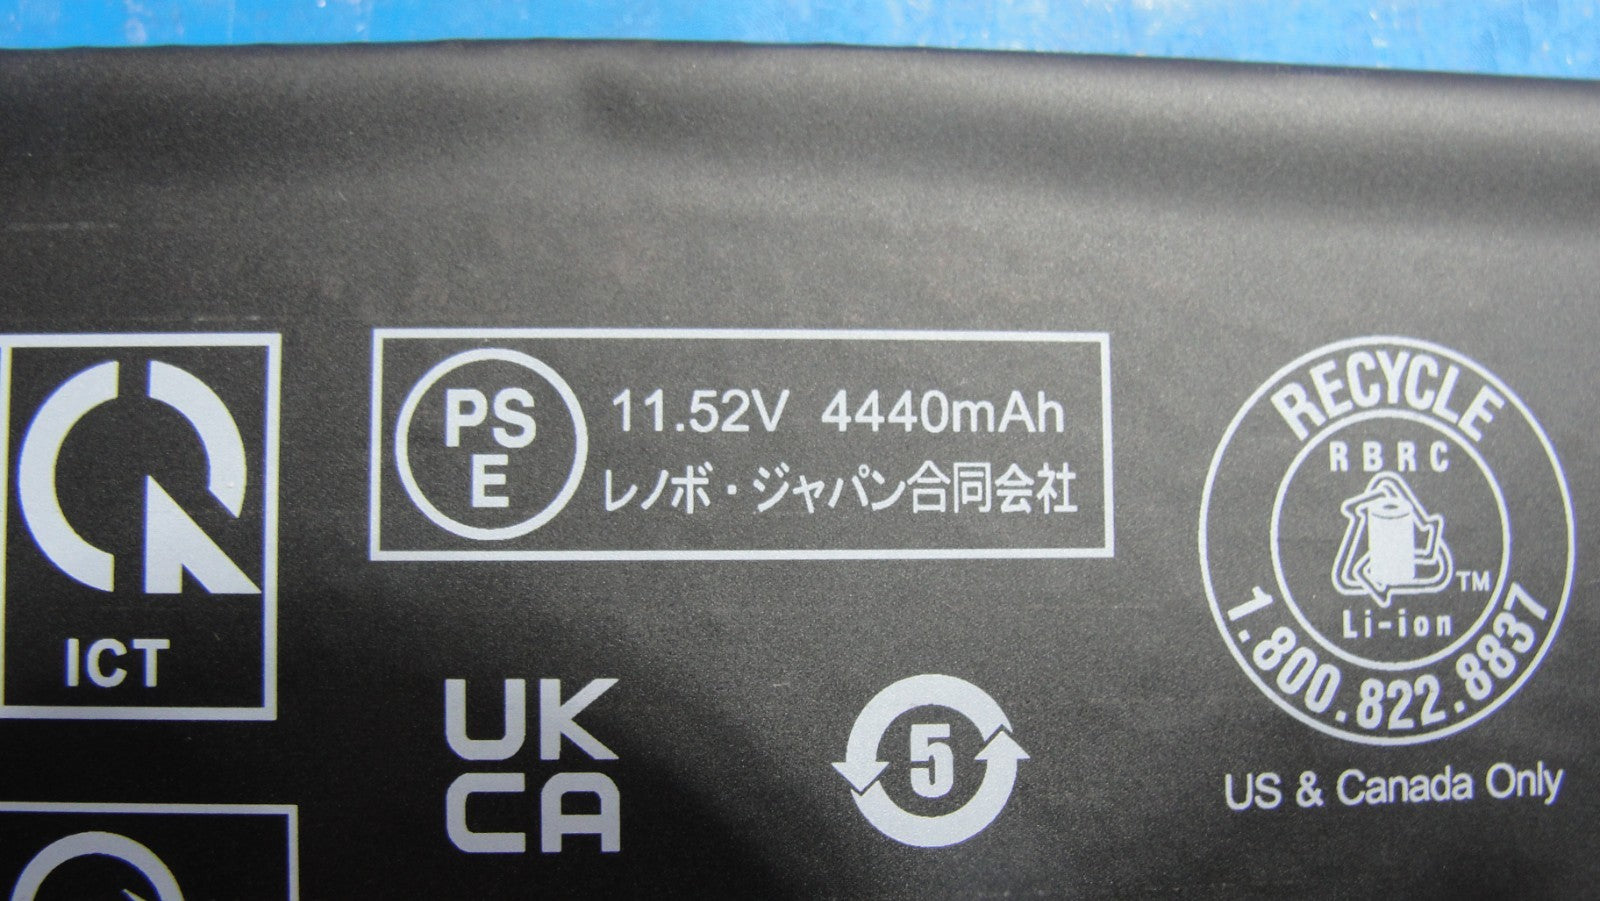 ICT
PS
E
11.52V 4440mAh
レノボ・ジャパン合同会社
UK
CA
5
RECYCLE
RBRC
TM
Li-ion
1.800.822.8837
US & Canada Only